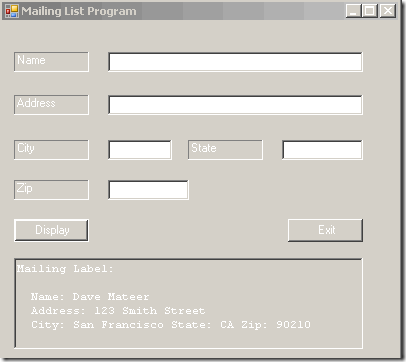 Mailing List Program
Name
Address
City State
Zip
Display Exit
Mailing Label:
Name: Dave Mateer
Address: 123 Smith Street
City: San Francisco State: CA Zip: 90210